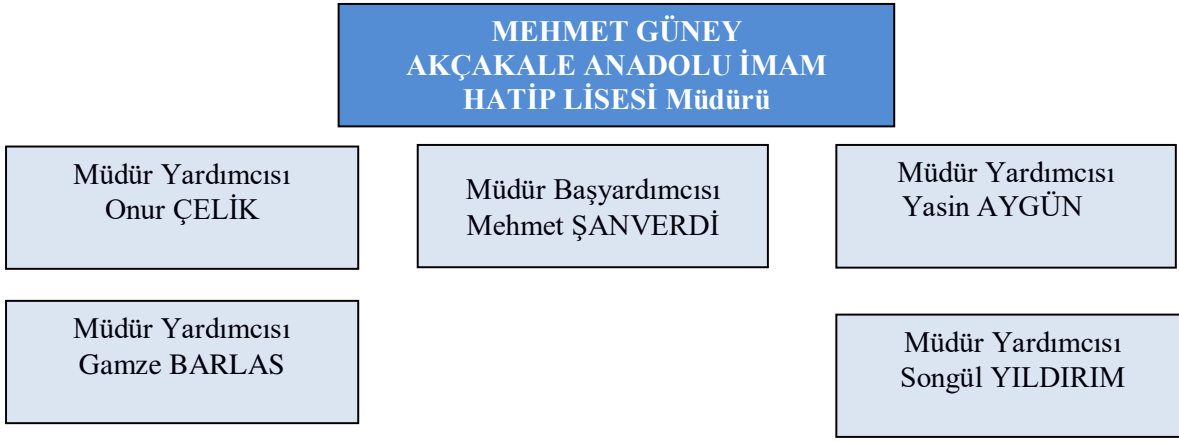 MEHMET GÜNEY
AKÇAKALE ANADOLU İMAM
HATİP LİSESİ Müdürü
Müdür Yardımcısı
Onur ÇELİK
Müdür Başyardımcısı
Mehmet ŞANVERDİ
Müdür Yardımcısı
Yasin AYGÜN
Müdür Yardımcısı
Gamze BARLAS
Müdür Yardımcısı
Songül YILDIRIM